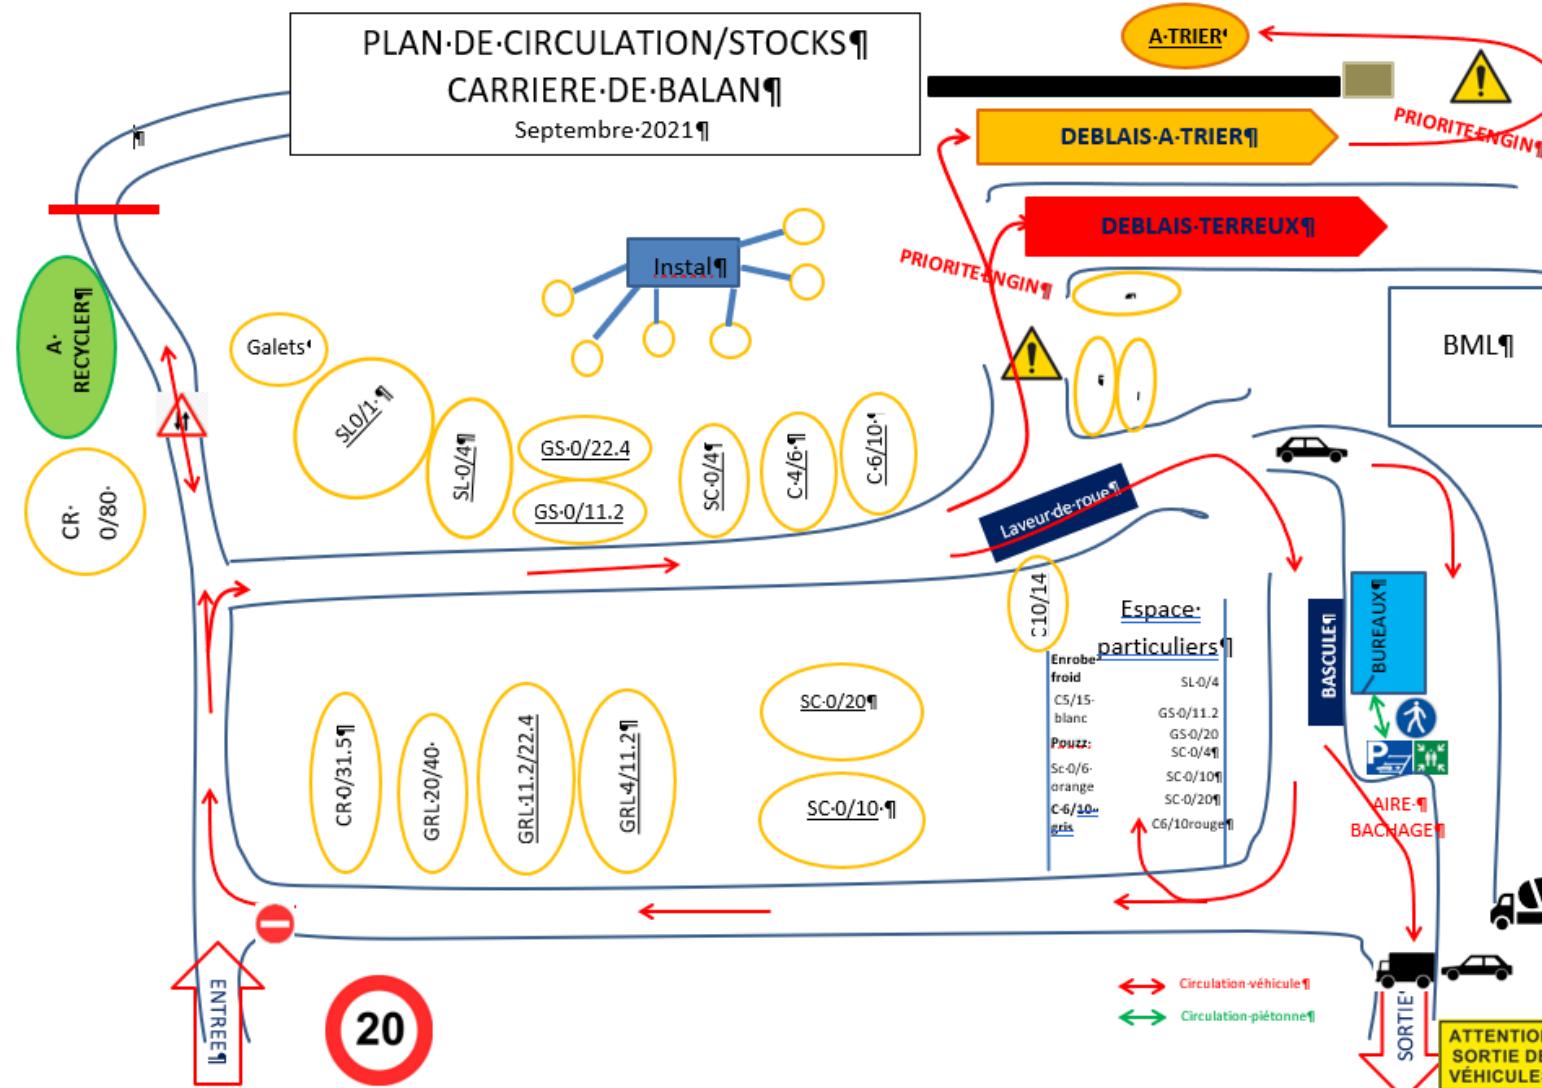 PLAN·DE·CIRCULATION/STOCKS¶
CARRIERE·DE·BALAN¶
Septembre·2021¶
¶
A·TRIER
PRIORITE·ENGIN¶
DEBLAIS·A·TRIER¶
DEBLAIS·TERREUX¶
PRIORITE·ENGIN¶
Instal¶
A·
RECYCLER¶
Galets
BML¶
SL0/1·¶
SL·0/4¶
GS·0/22.4
GS·0/11.2
SC·0/4¶
C·4/6·¶
C·6/10·¶
CR·
0/80·
Laveur·de·roue¶
C10/14
Espace·
particuliers¶
Enrobe
froid
C5/15·
blanc
Pouzz:
Sc·0/6·
orange
C·6/10··
gris
SL·0/4
GS·0/11.2
GS·0/20
SC·0/4¶
SC·0/10¶
SC·0/20¶
C6/10rouge¶
BASCULE¶
BUREAUX¶
P
CR·0/31.5¶
GRL·20/40·
GRL·11.2/22.4
GRL·4/11.2¶
SC·0/20¶
SC·0/10·¶
AIRE·¶
BACHAGE¶
ENTREE¶
20
Circulation·véhicule¶
Circulation·piétonne¶
SORTIE
ATTENTION
SORTIE DE
VÉHICULES